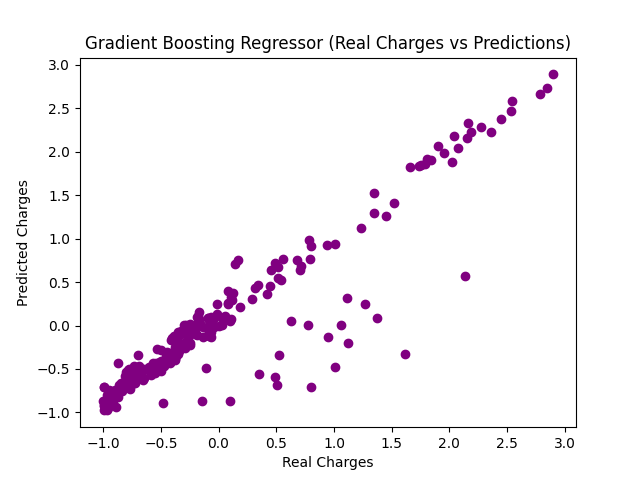 Gradient Boosting Regressor (Real Charges vs Predictions)
3.0
2.5
2.0
1.5
1.0
0.5
0.0
−0.5
−1.0
Predicted Charges
−1.0 −0.5 0.0 0.5 1.0 1.5 2.0 2.5 3.0
Real Charges